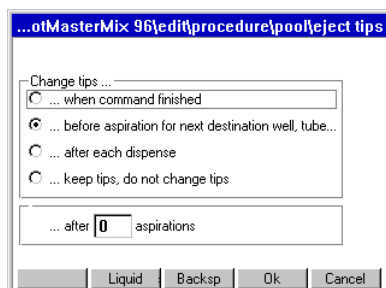 ...otMasterMix 96\edit\procedure\pool\eject tips
Change tips ...
... when command finished
... before aspiration for next destination well, tube...
... after each dispense
... keep tips, do not change tips
... after 0 aspirations
Liquid Backsp Ok Cancel